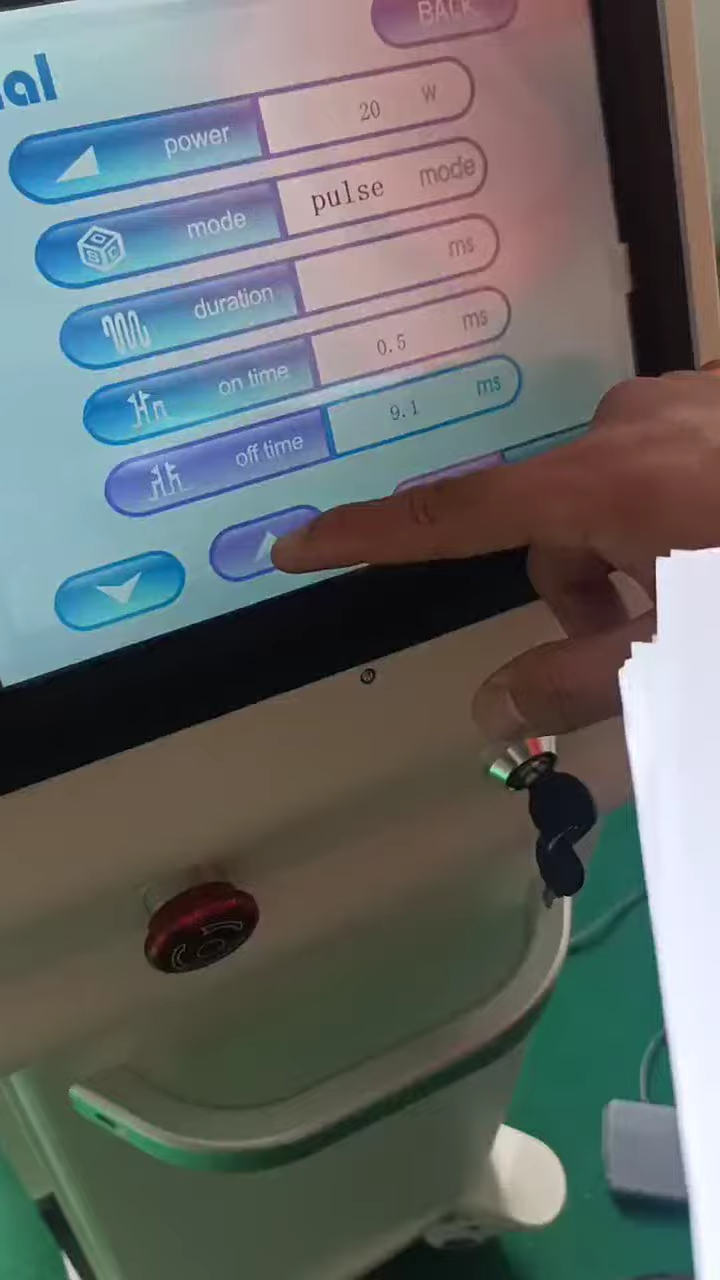 al
BACK
power 20 W
mode pulse mode
duration ms
on time 0.5 ms
off time 9.1 ms